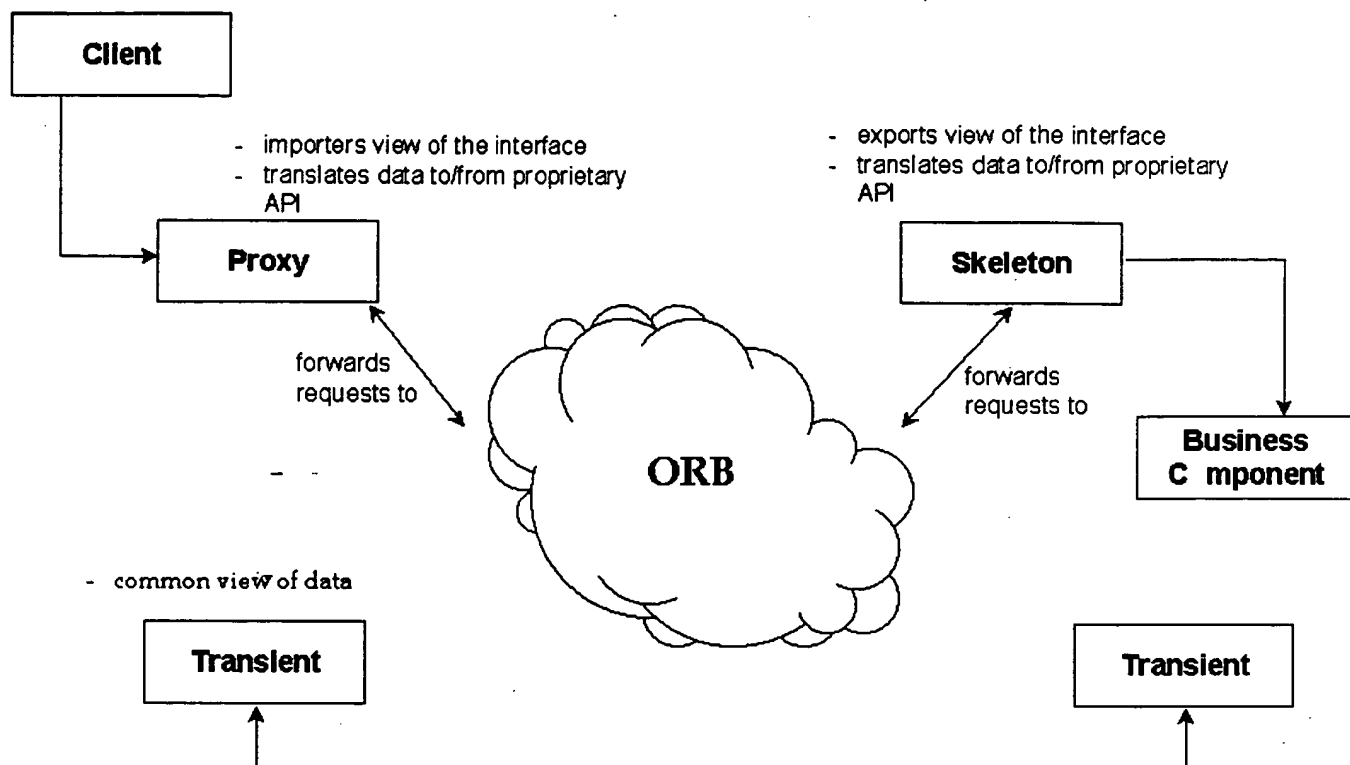 Client
- importers view of the interface
- translates data to/from proprietary
API
- exports view of the interface
- translates data to/from proprietary
API
Proxy
Skeleton
forwards
requests to
forwards
requests to
ORB
Business
C mponent
- common view of data
Transient
Transient